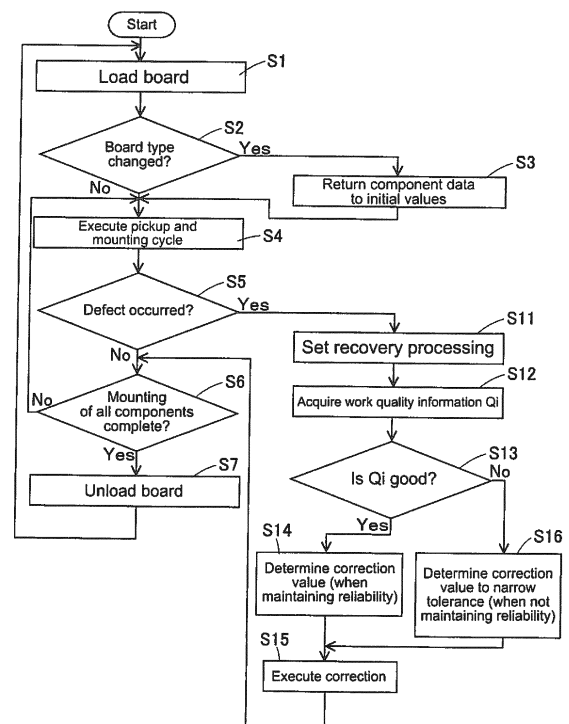 Start
S1
Load board
S2
Board type
changed?
Yes
No
S3
Return component data
to initial values
Execute pickup and
mounting cycle
S4
S5
Defect occurred?
Yes
No
S11
Set recovery processing
S12
Acquire work quality information Qi
S6
Mounting
of all components
complete?
No
Yes
S7
Unload board
S13
Is Qi good?
No
Yes
S14
Determine correction
value (when
maintaining reliability)
S16
Determine correction
value to narrow
tolerance (when not
maintaining reliability)
S15
Execute correction